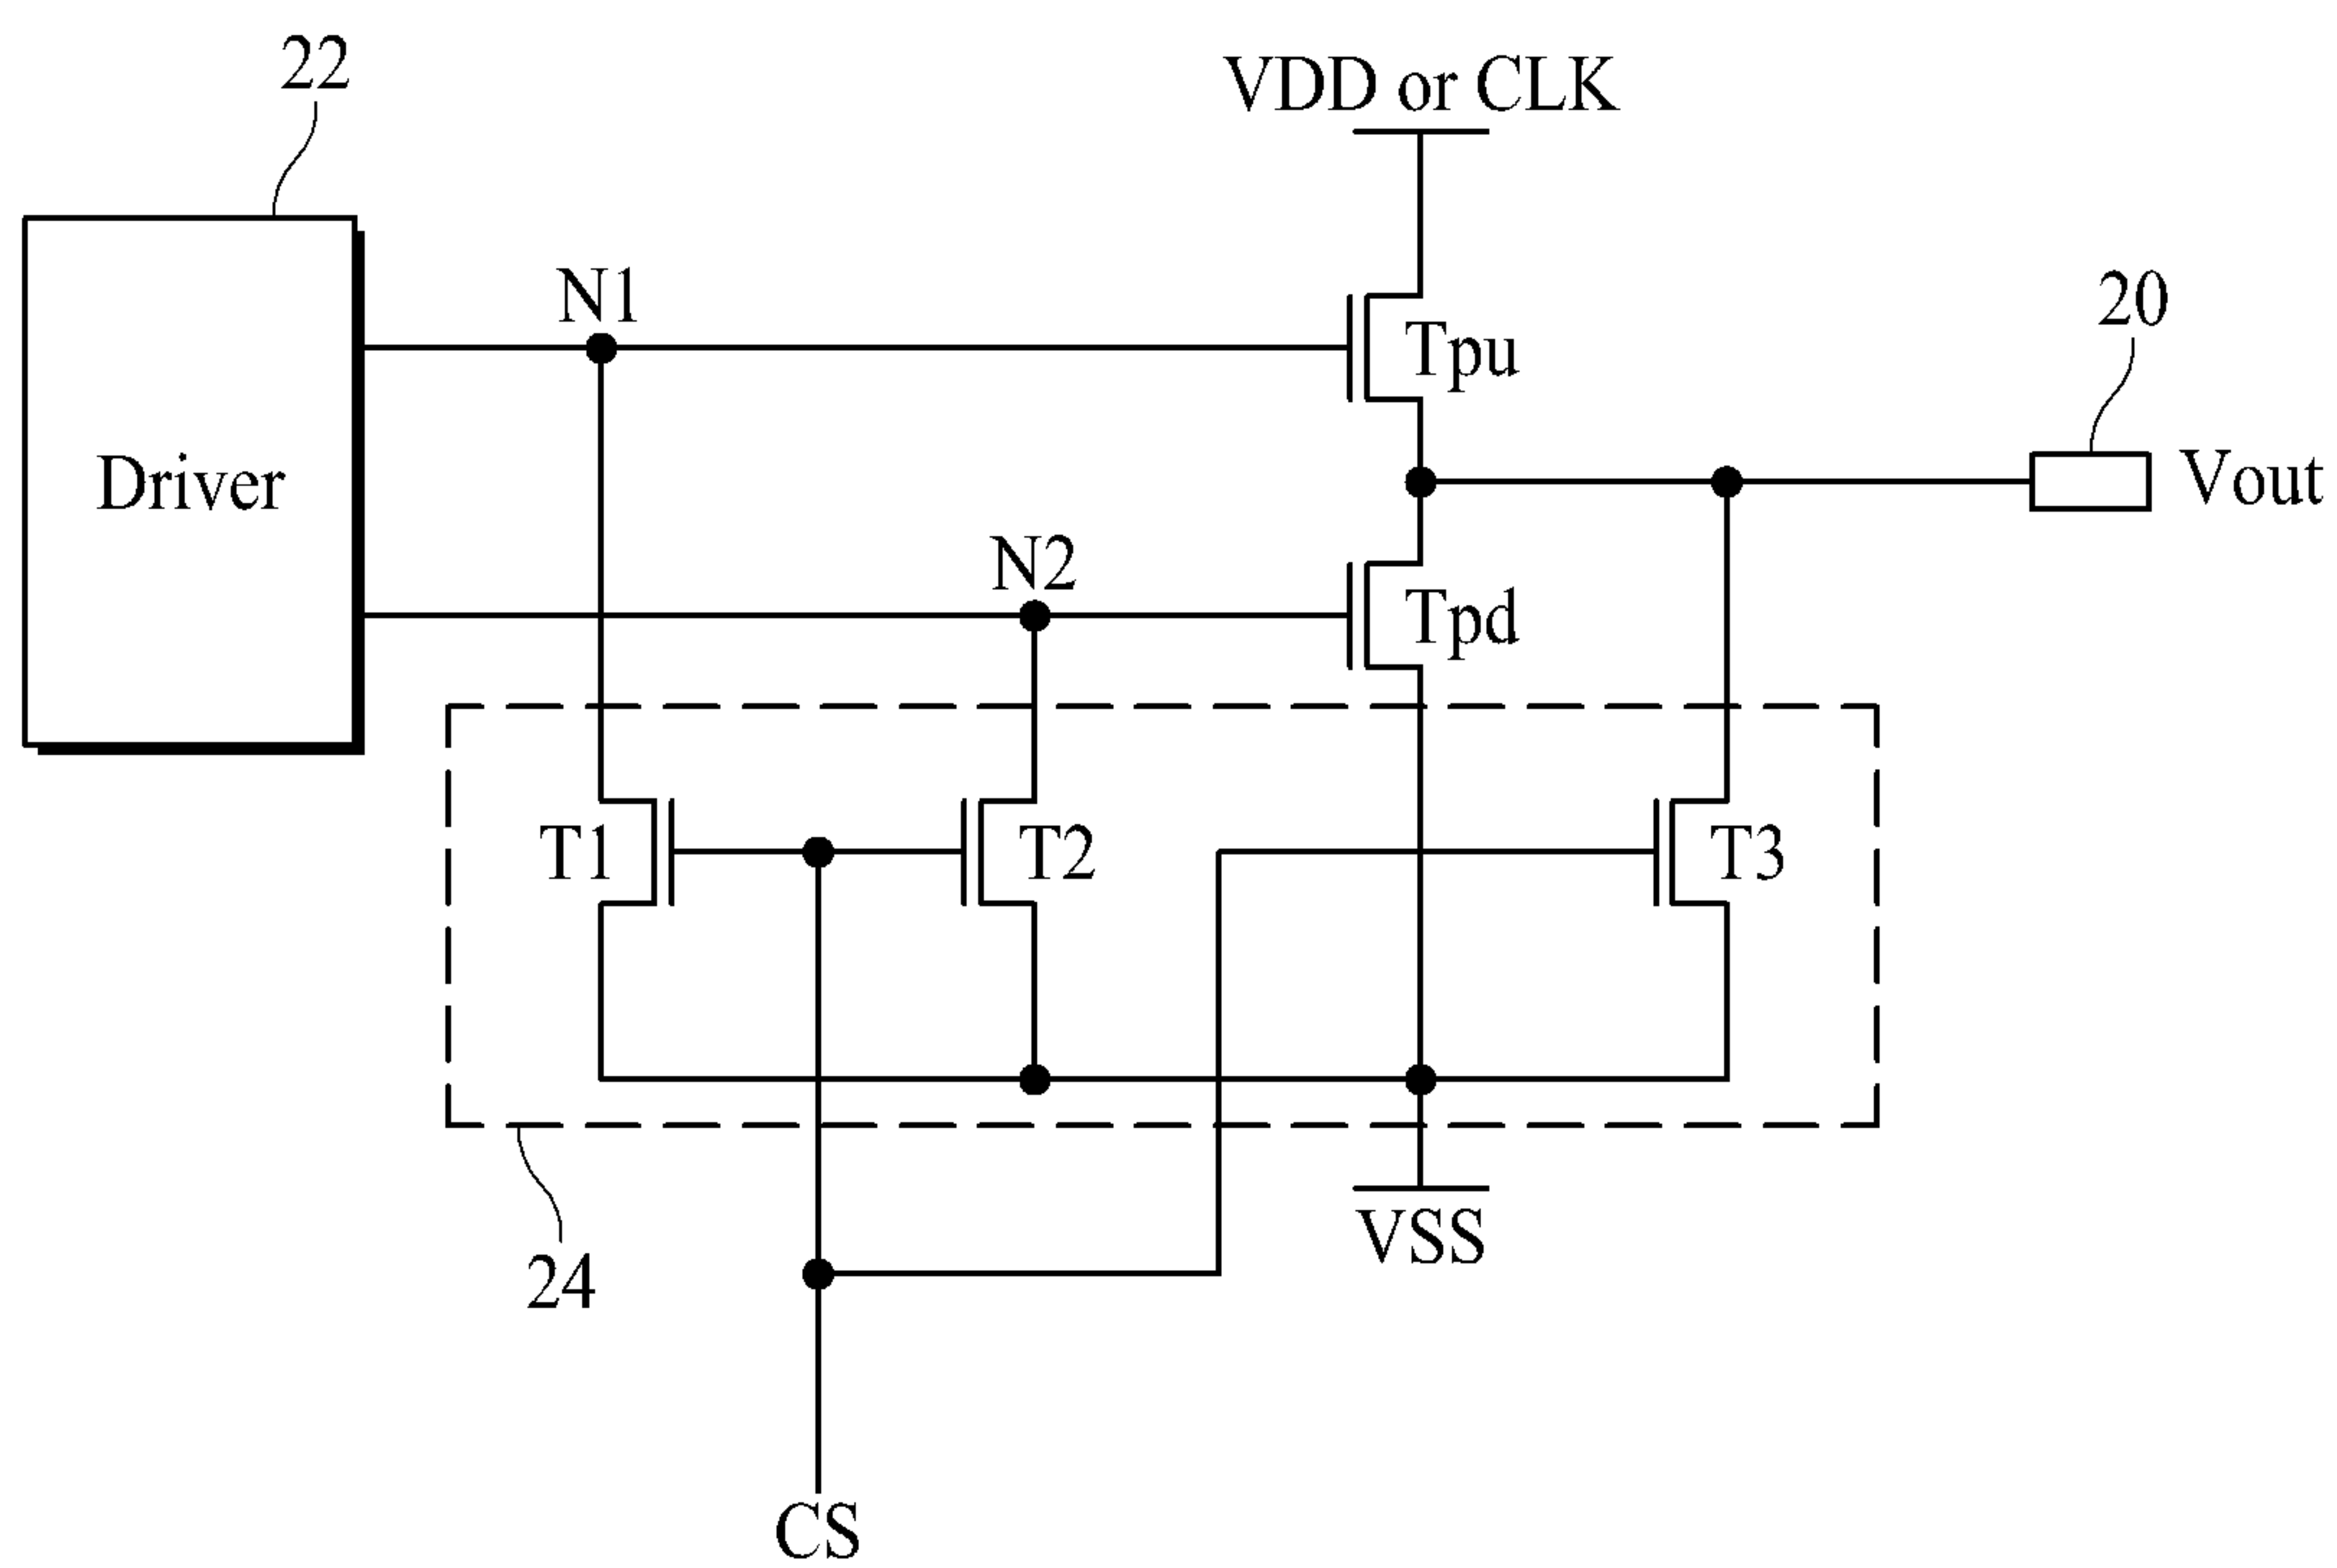 22
VDD or CLK
N1
20
Tpu
Driver
Vout
N2
Tpd
T1
T2
T3
VSS
24
CS